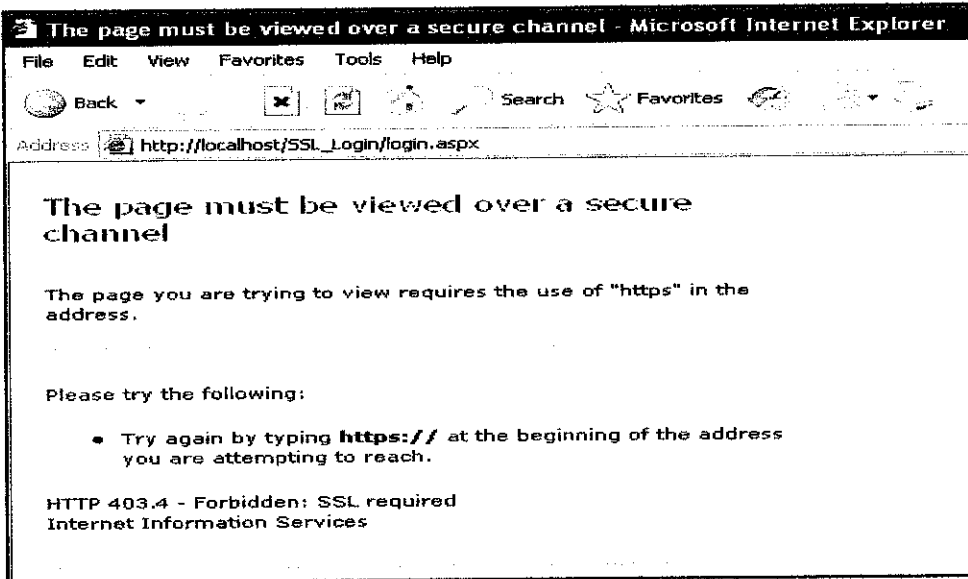 The page must be viewed over a secure channel - Microsoft Internet Explorer
File Edit View Favorites Tools Help
Back Search Favorites
Address http://localhost/SSL_Login/login.aspx
The page must be viewed over a secure
channel
The page you are trying to view requires the use of "https" in the
address.
Please try the following:
• Try again by typing https:// at the beginning of the address
you are attempting to reach.
HTTP 403.4 - Forbidden: SSL required
Internet Information Services